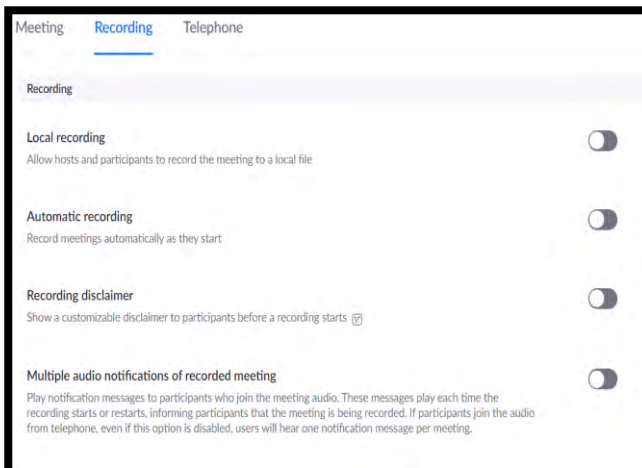 Meeting Recording Telephone
Recording
Local recording
Allow hosts and participants to record the meeting to a local file
Automatic recording
Record meetings automatically as they start
Recording disclaimer
Show a customizable disclaimer to participants before a recording starts
Multiple audio notifications of recorded meeting
Play notification messages to participants who join the meeting audio. These messages play each time the
recording starts or restarts, informing participants that the meeting is being recorded. If participants join the audio
from telephone, even if this option is disabled, users will hear one notification message per meeting.